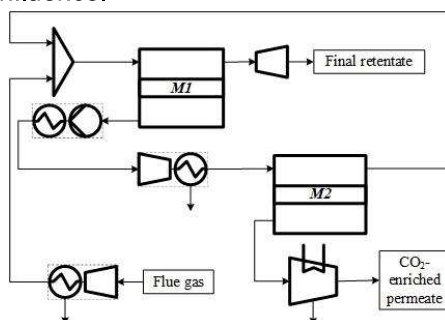 M1
Final retentate
M2
Flue gas
CO₂-
enriched
permeate